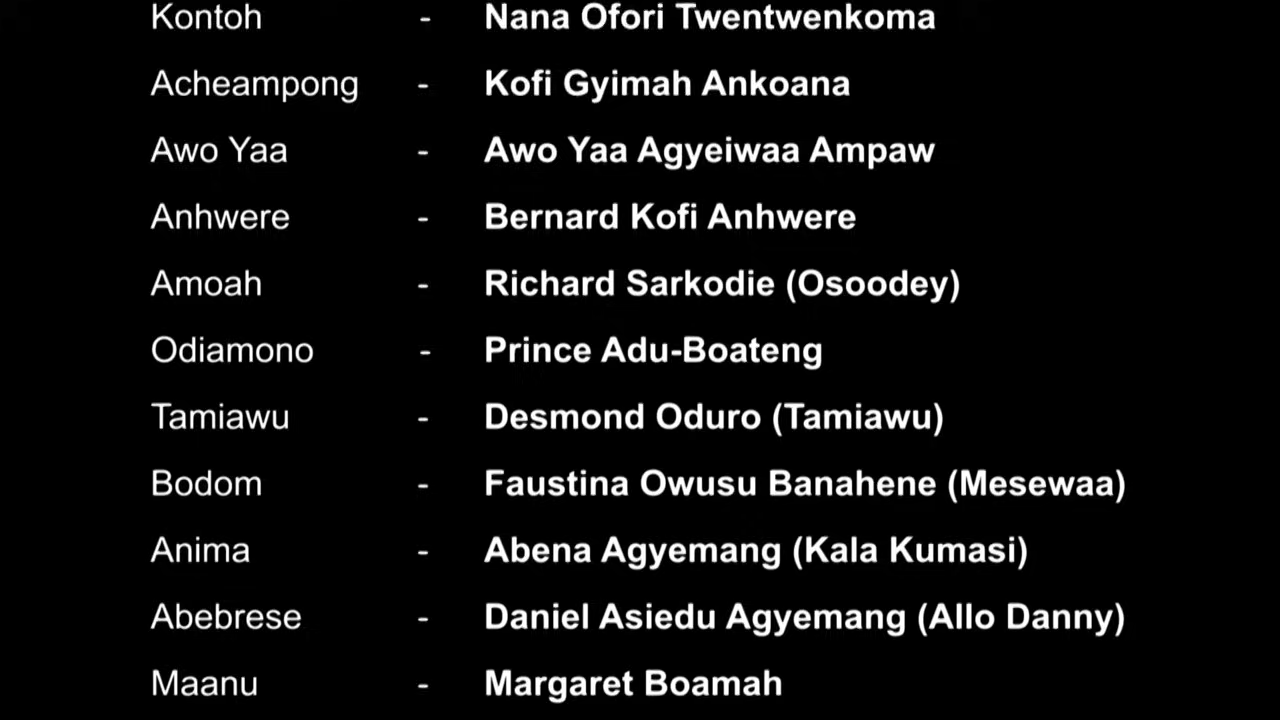 Kontoh - Nana Ofori Twentwenkoma
Acheampong - Kofi Gyimah Ankoana
Awo Yaa - Awo Yaa Agyeiwaa Ampaw
Anhwere - Bernard Kofi Anhwere
Amoah - Richard Sarkodie (Osoodey)
Odiamono - Prince Adu-Boateng
Tamiawu - Desmond Oduro (Tamiawu)
Bodom - Faustina Owusu Banahene (Mesewaa)
Anima - Abena Agyemang (Kala Kumasi)
Abebrese - Daniel Asiedu Agyemang (Allo Danny)
Maanu - Margaret Boamah